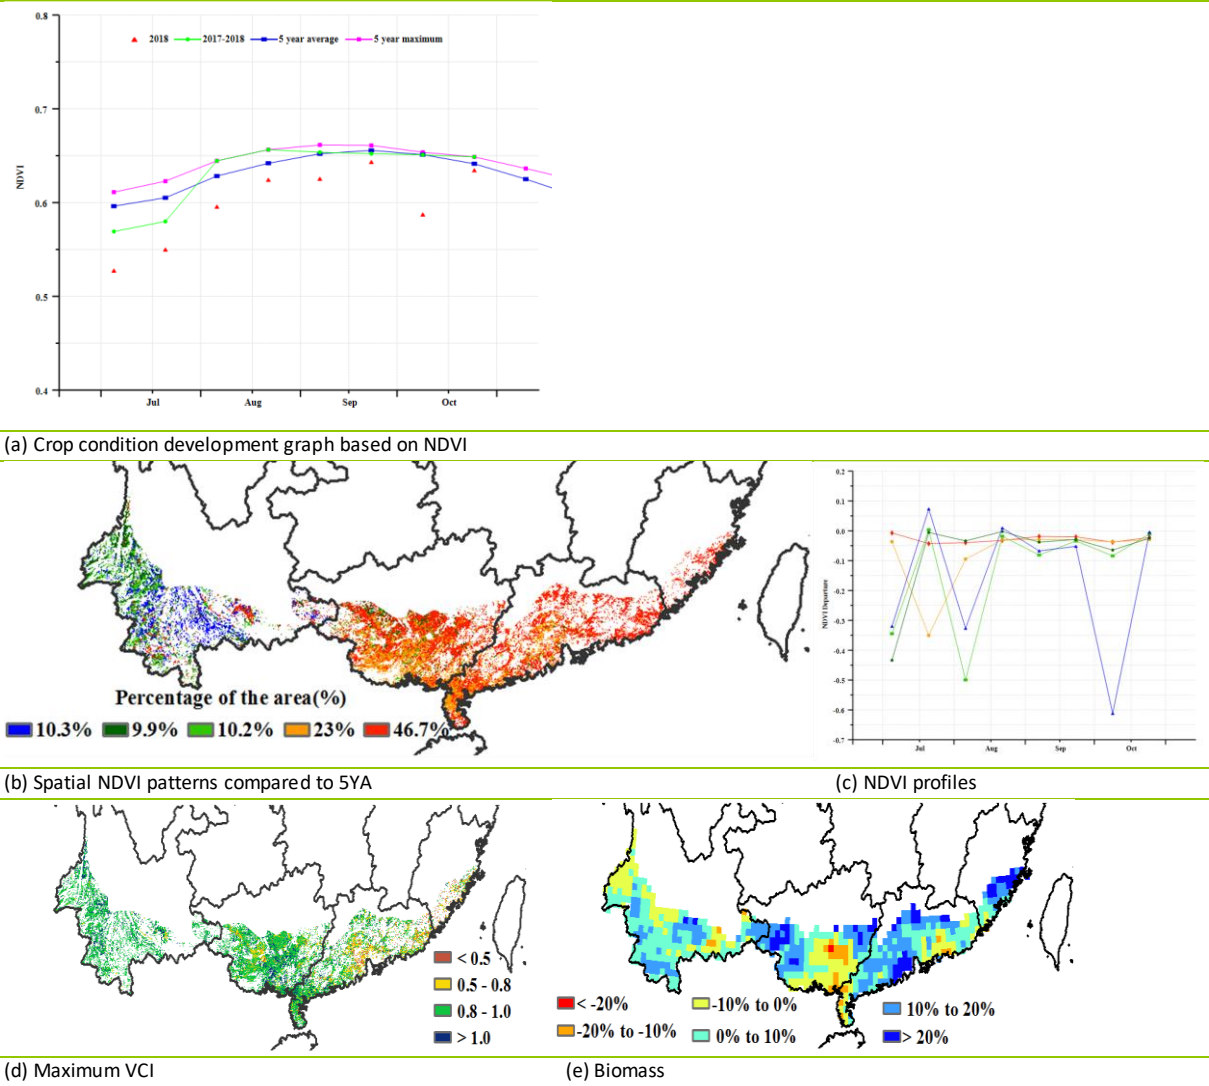 0.8
2018 2017-2018 5 year average 5 year maximum
0.7
NDVI
0.6
0.5
0.4
Jul Aug Sep Oct
(a) Crop condition development graph based on NDVI
Percentage of the area(%)
10.3% 9.9% 10.2% 23% 46.7%
0.2
0.1
0.0
-0.1
-0.2
NDVI Departure
-0.3
-0.4
-0.5
-0.6
-0.7
Jul Aug Sep Oct
(b) Spatial NDVI patterns compared to 5YA
(c) NDVI profiles
< 0.5
0.5 - 0.8
0.8 - 1.0
> 1.0
< -20% -10% to 0% 10% to 20%
-20% to -10% 0% to 10% > 20%
(d) Maximum VCI
(e) Biomass